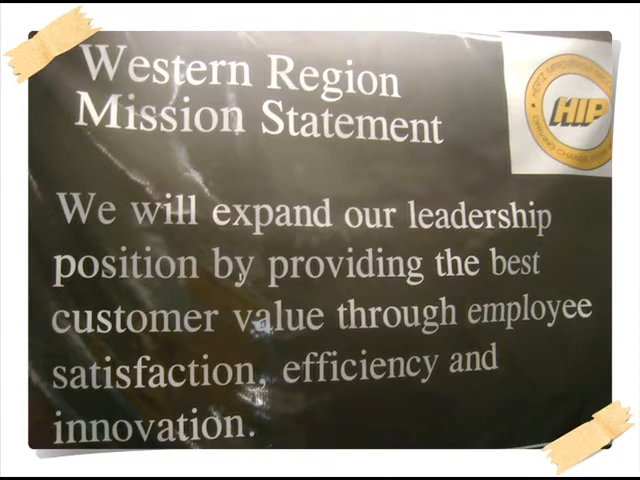 Western Region
Mission Statement
HIP
We will expand our leadership
position by providing the best
customer value through employee
satisfaction, efficiency and
innovation.